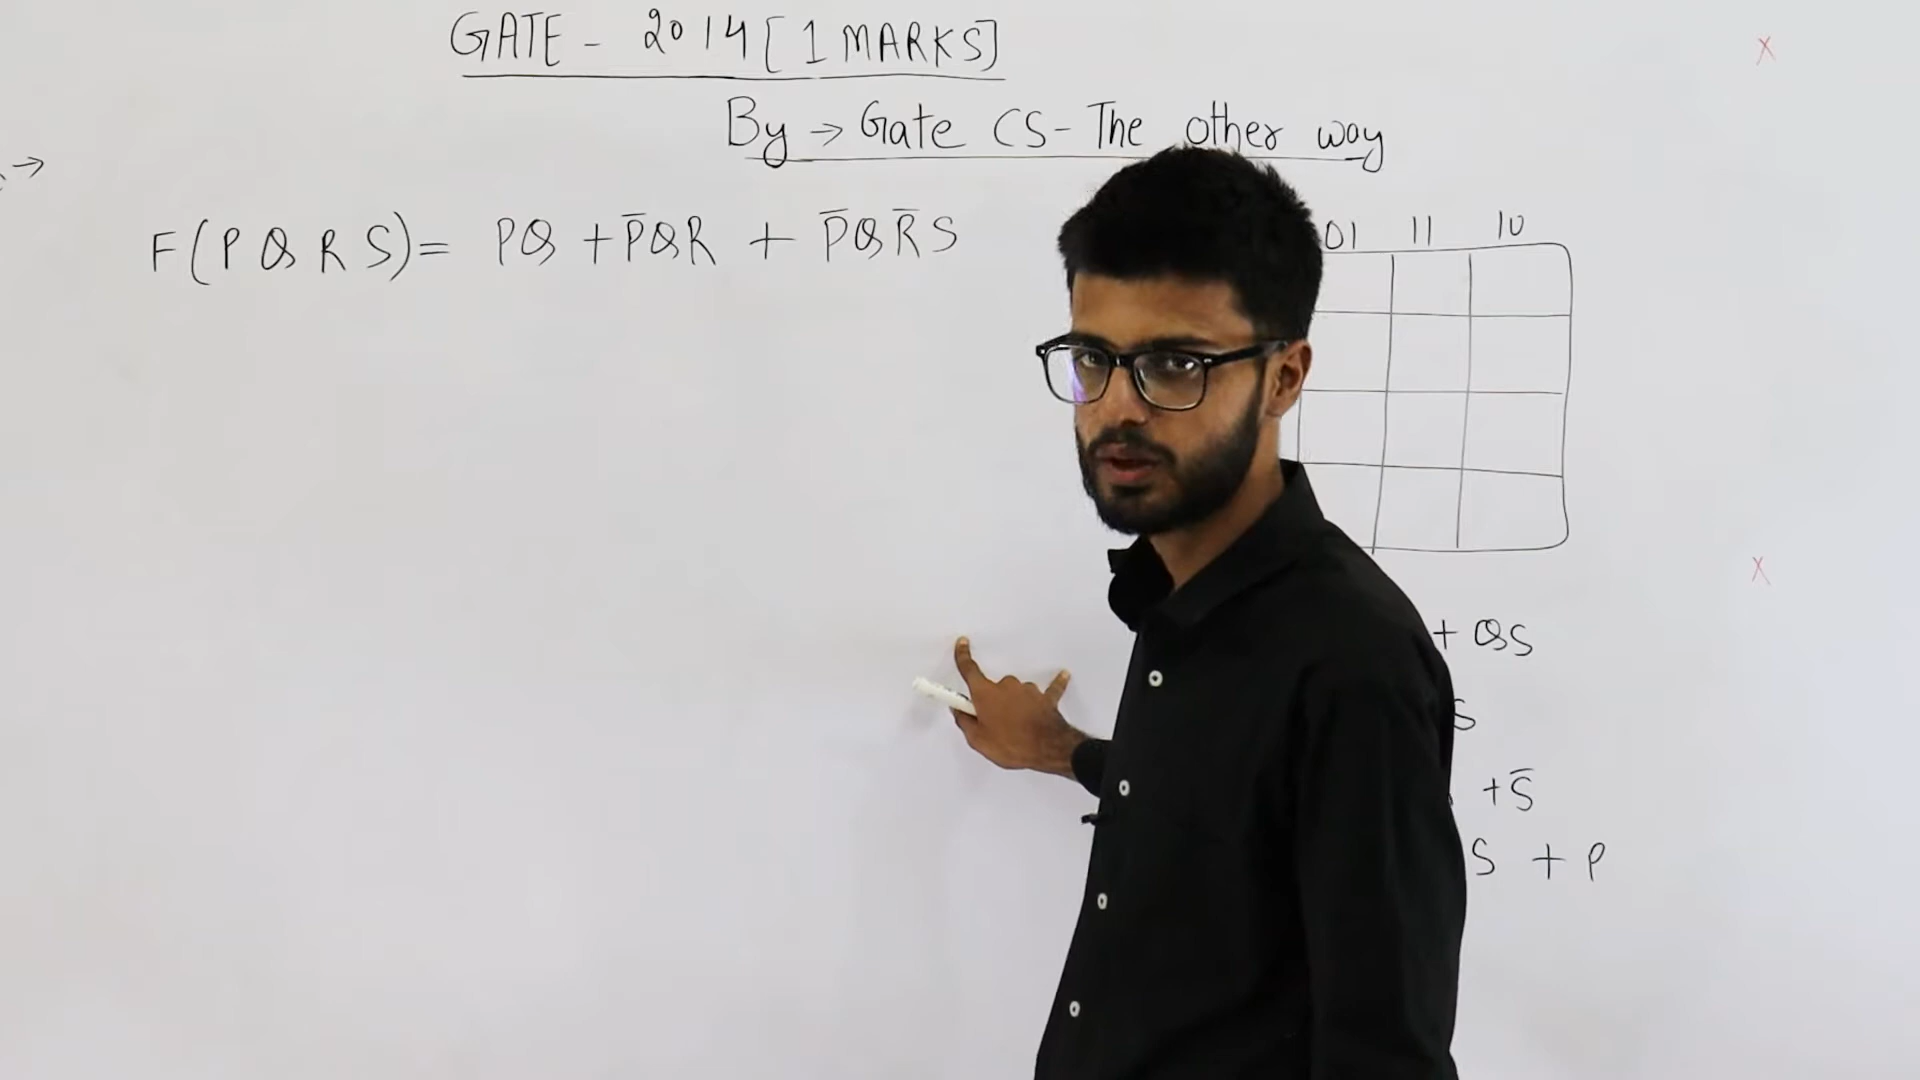 GATE - 2014 [1 MARKS]
By → Gate CS - The other way
→
F(P Q R S) = PQ + P̅QR + P̅QR̅S
01 11 10
+ QS
S
+ S̅
S + P
X
X